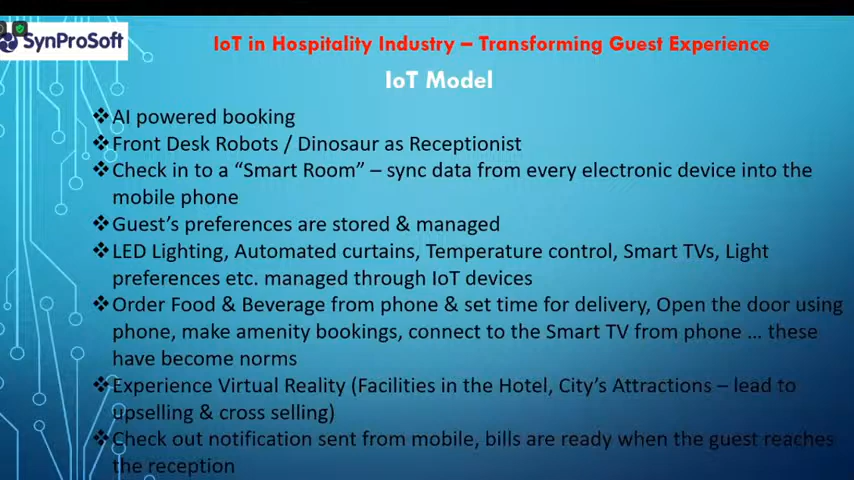 SynProSoft
IoT in Hospitality Industry – Transforming Guest Experience
IoT Model
❖AI powered booking
❖Front Desk Robots / Dinosaur as Receptionist
❖Check in to a “Smart Room” – sync data from every electronic device into the
mobile phone
❖Guest’s preferences are stored & managed
❖LED Lighting, Automated curtains, Temperature control, Smart TVs, Light
preferences etc. managed through IoT devices
❖Order Food & Beverage from phone & set time for delivery, Open the door using
phone, make amenity bookings, connect to the Smart TV from phone … these
have become norms
❖Experience Virtual Reality (Facilities in the Hotel, City’s Attractions – lead to
upselling & cross selling)
❖Check out notification sent from mobile, bills are ready when the guest reaches
the reception